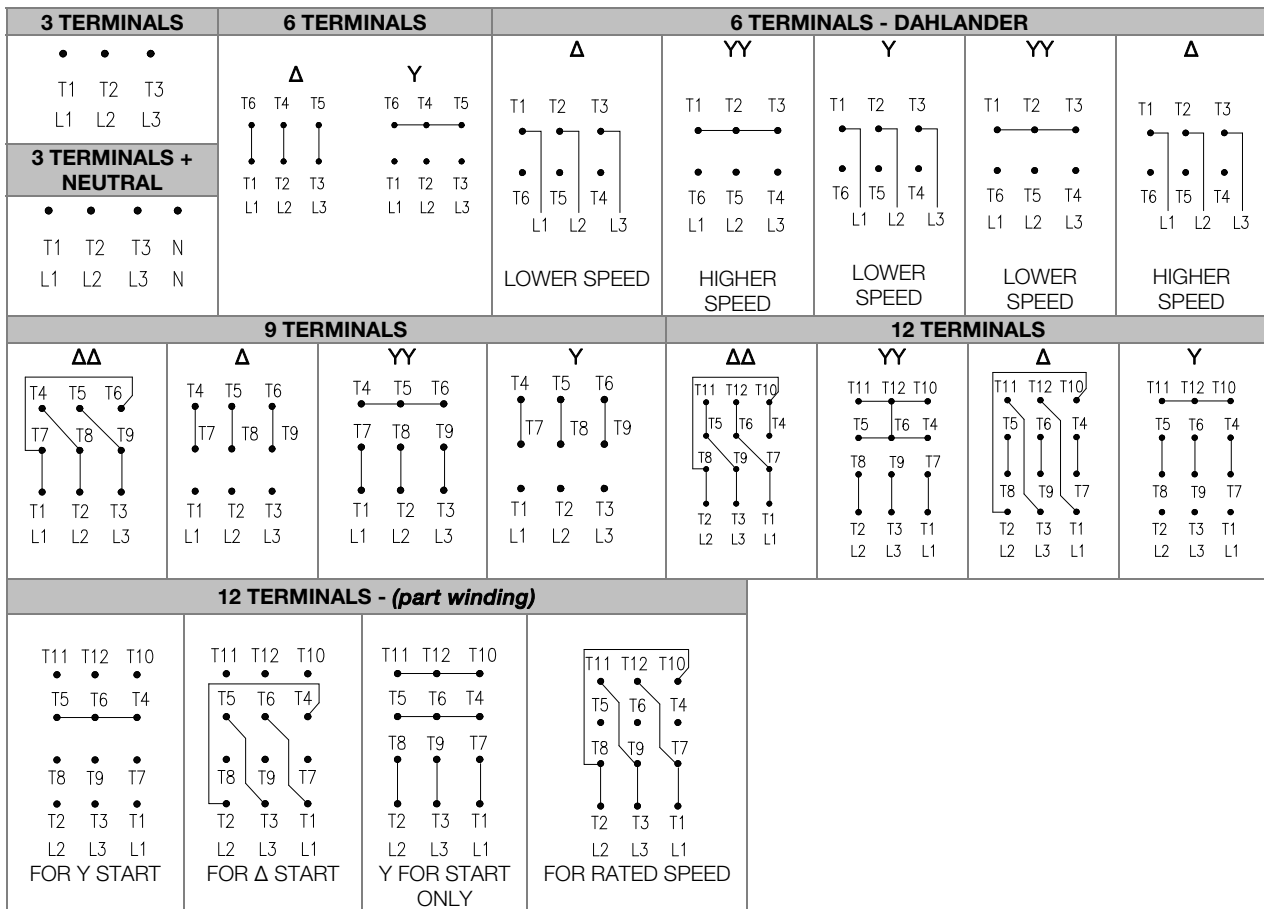 3 TERMINALS
T1 T2 T3
L1 L2 L3
3 TERMINALS +
NEUTRAL
T1 T2 T3 N
L1 L2 L3 N
6 TERMINALS
Δ
T6 T4 T5
T1 T2 T3
L1 L2 L3
Y
T6 T4 T5
T1 T2 T3
L1 L2 L3
6 TERMINALS - DAHLANDER
Δ
T1 T2 T3
T6 T5 T4
L1 L2 L3
LOWER SPEED
YY
T1 T2 T3
T6 T5 T4
L1 L2 L3
HIGHER
SPEED
Y
T1 T2 T3
T6 T5 T4
L1 L2 L3
LOWER
SPEED
YY
T1 T2 T3
T6 T5 T4
L1 L2 L3
LOWER
SPEED
Δ
T1 T2 T3
T6 T5 T4
L1 L2 L3
HIGHER
SPEED
9 TERMINALS
ΔΔ
T4 T5 T6
T7 T8 T9
T1 T2 T3
L1 L2 L3
Δ
T4 T5 T6
T7 T8 T9
T1 T2 T3
L1 L2 L3
YY
T4 T5 T6
T7 T8 T9
T1 T2 T3
L1 L2 L3
Y
T4 T5 T6
T7 T8 T9
T1 T2 T3
L1 L2 L3
12 TERMINALS
ΔΔ
T11 T12 T10
T5 T6 T4
T8 T9 T7
T2 T3 T1
L2 L3 L1
YY
T11 T12 T10
T5 T6 T4
T8 T9 T7
T2 T3 T1
L2 L3 L1
Δ
T11 T12 T10
T5 T6 T4
T8 T9 T7
T2 T3 T1
L2 L3 L1
Y
T11 T12 T10
T5 T6 T4
T8 T9 T7
T2 T3 T1
L2 L3 L1
12 TERMINALS - (part winding)
T11 T12 T10
T5 T6 T4
T8 T9 T7
T2 T3 T1
L2 L3 L1
FOR Y START
T11 T12 T10
T5 T6 T4
T8 T9 T7
T2 T3 T1
L2 L3 L1
FOR Δ START
T11 T12 T10
T5 T6 T4
T8 T9 T7
T2 T3 T1
L2 L3 L1
Y FOR START
ONLY
T11 T12 T10
T5 T6 T4
T8 T9 T7
T2 T3 T1
L2 L3 L1
FOR RATED SPEED